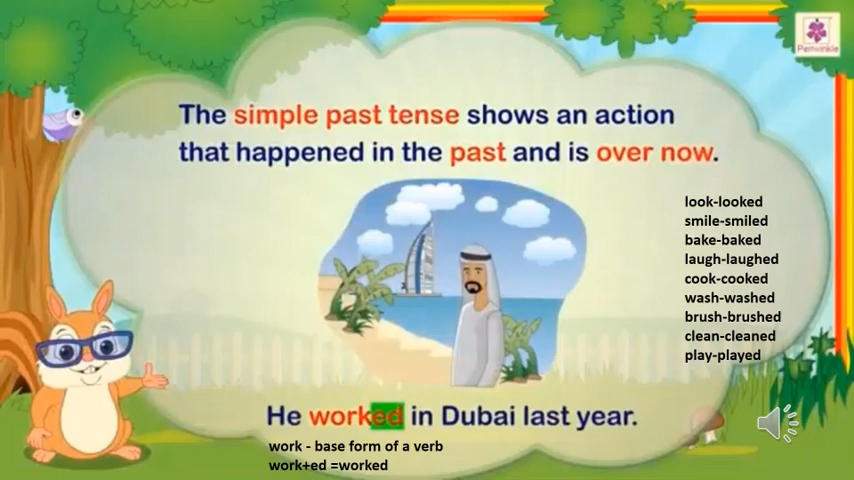 Periwinkle
The simple past tense shows an action
that happened in the past and is over now.
look-looked
smile-smiled
bake-baked
laugh-laughed
cook-cooked
wash-washed
brush-brushed
clean-cleaned
play-played
He worked in Dubai last year.
work - base form of a verb
work+ed =worked